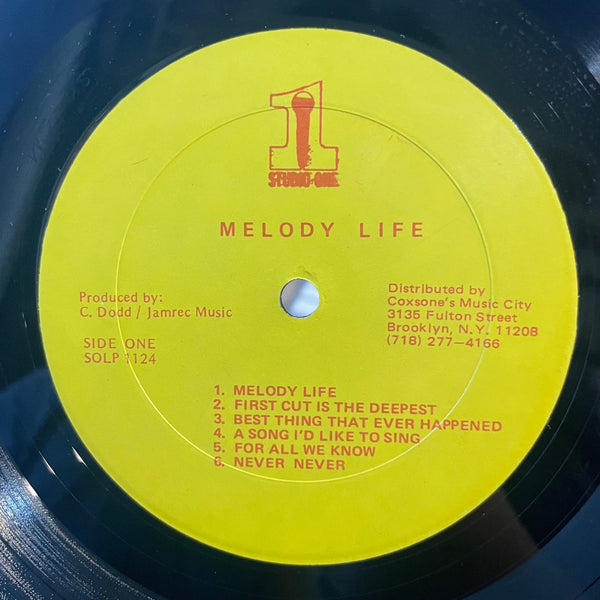 1
STUDIO-ONE
MELODY LIFE
Produced by:
C. Dodd / Jamrec Music
SIDE ONE
SOLP 1124
Distributed by
Coxsone's Music City
3135 Fulton Street
Brooklyn, N.Y. 11208
(718) 277-4166
1. MELODY LIFE
2. FIRST CUT IS THE DEEPEST
3. BEST THING THAT EVER HAPPENED
4. A SONG I'D LIKE TO SING
5. FOR ALL WE KNOW
6. NEVER NEVER